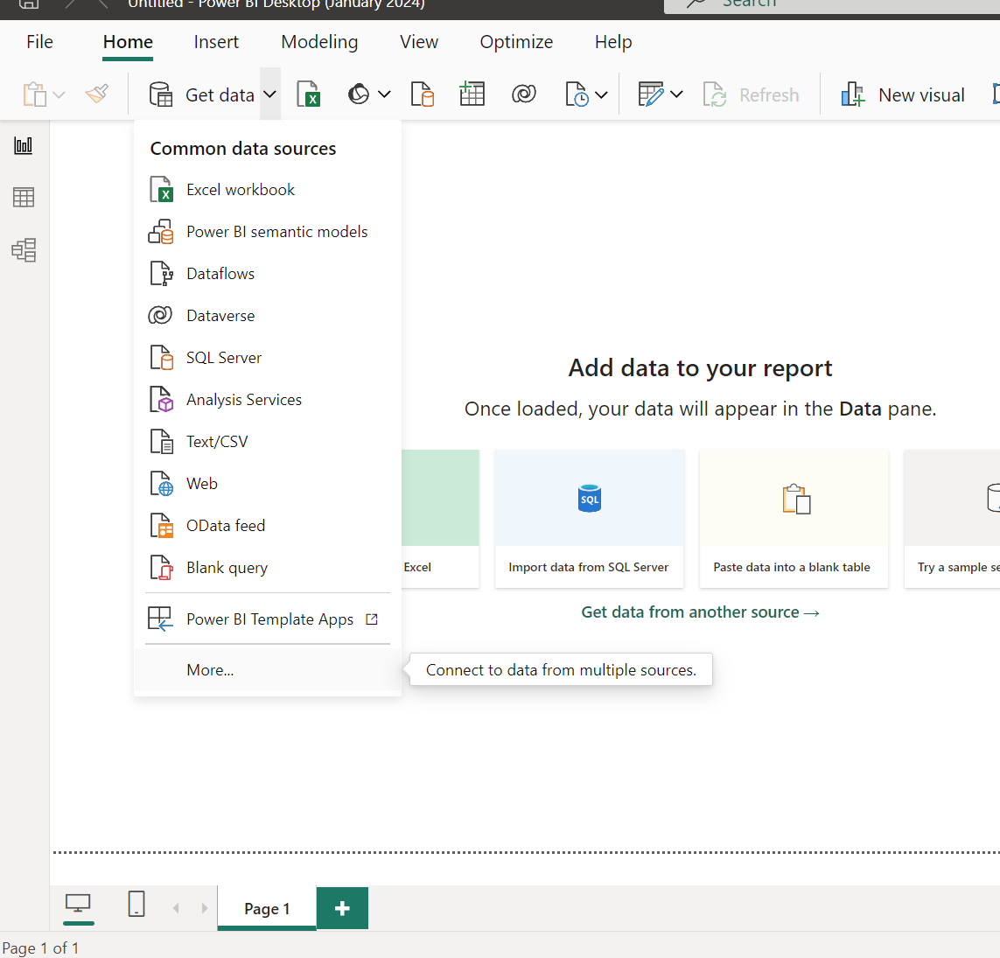 Untitled - Power BI Desktop (January 2024)
Search
File Home Insert Modeling View Optimize Help
Get data Refresh New visual
Common data sources
Excel workbook
Power BI semantic models
Dataflows
Dataverse
SQL Server
Analysis Services
Text/CSV
Web
OData feed
Blank query
Power BI Template Apps
More...
Connect to data from multiple sources.
Add data to your report
Once loaded, your data will appear in the Data pane.
SQL
Excel Import data from SQL Server Paste data into a blank table Try a sample se
Get data from another source →
Page 1
Page 1 of 1